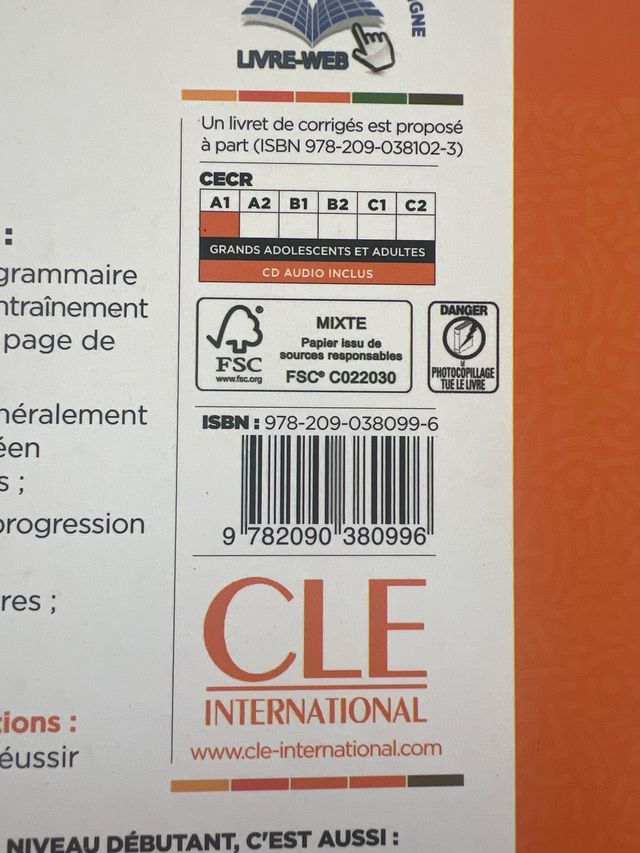 IGNE
LIVRE-WEB
Un livret de corrigés est proposé
à part (ISBN 978-209-038102-3)
CECR
A1 A2 B1 B2 C1 C2
GRANDS ADOLESCENTS ET ADULTES
CD AUDIO INCLUS
:
grammaire
ntraînement
page de
MIXTE
Papier issu de
sources responsables
FSC® C022030
FSC
www.fsc.org
DANGER
LE
PHOTOCOPILLAGE
TUE LE LIVRE
néralement
éen
s ;
progression
res ;
ISBN : 978-209-038099-6
9 782090 380996
CLE
INTERNATIONAL
www.cle-international.com
tions :
éussir
NIVEAU DÉBUTANT, C'EST AUSSI :